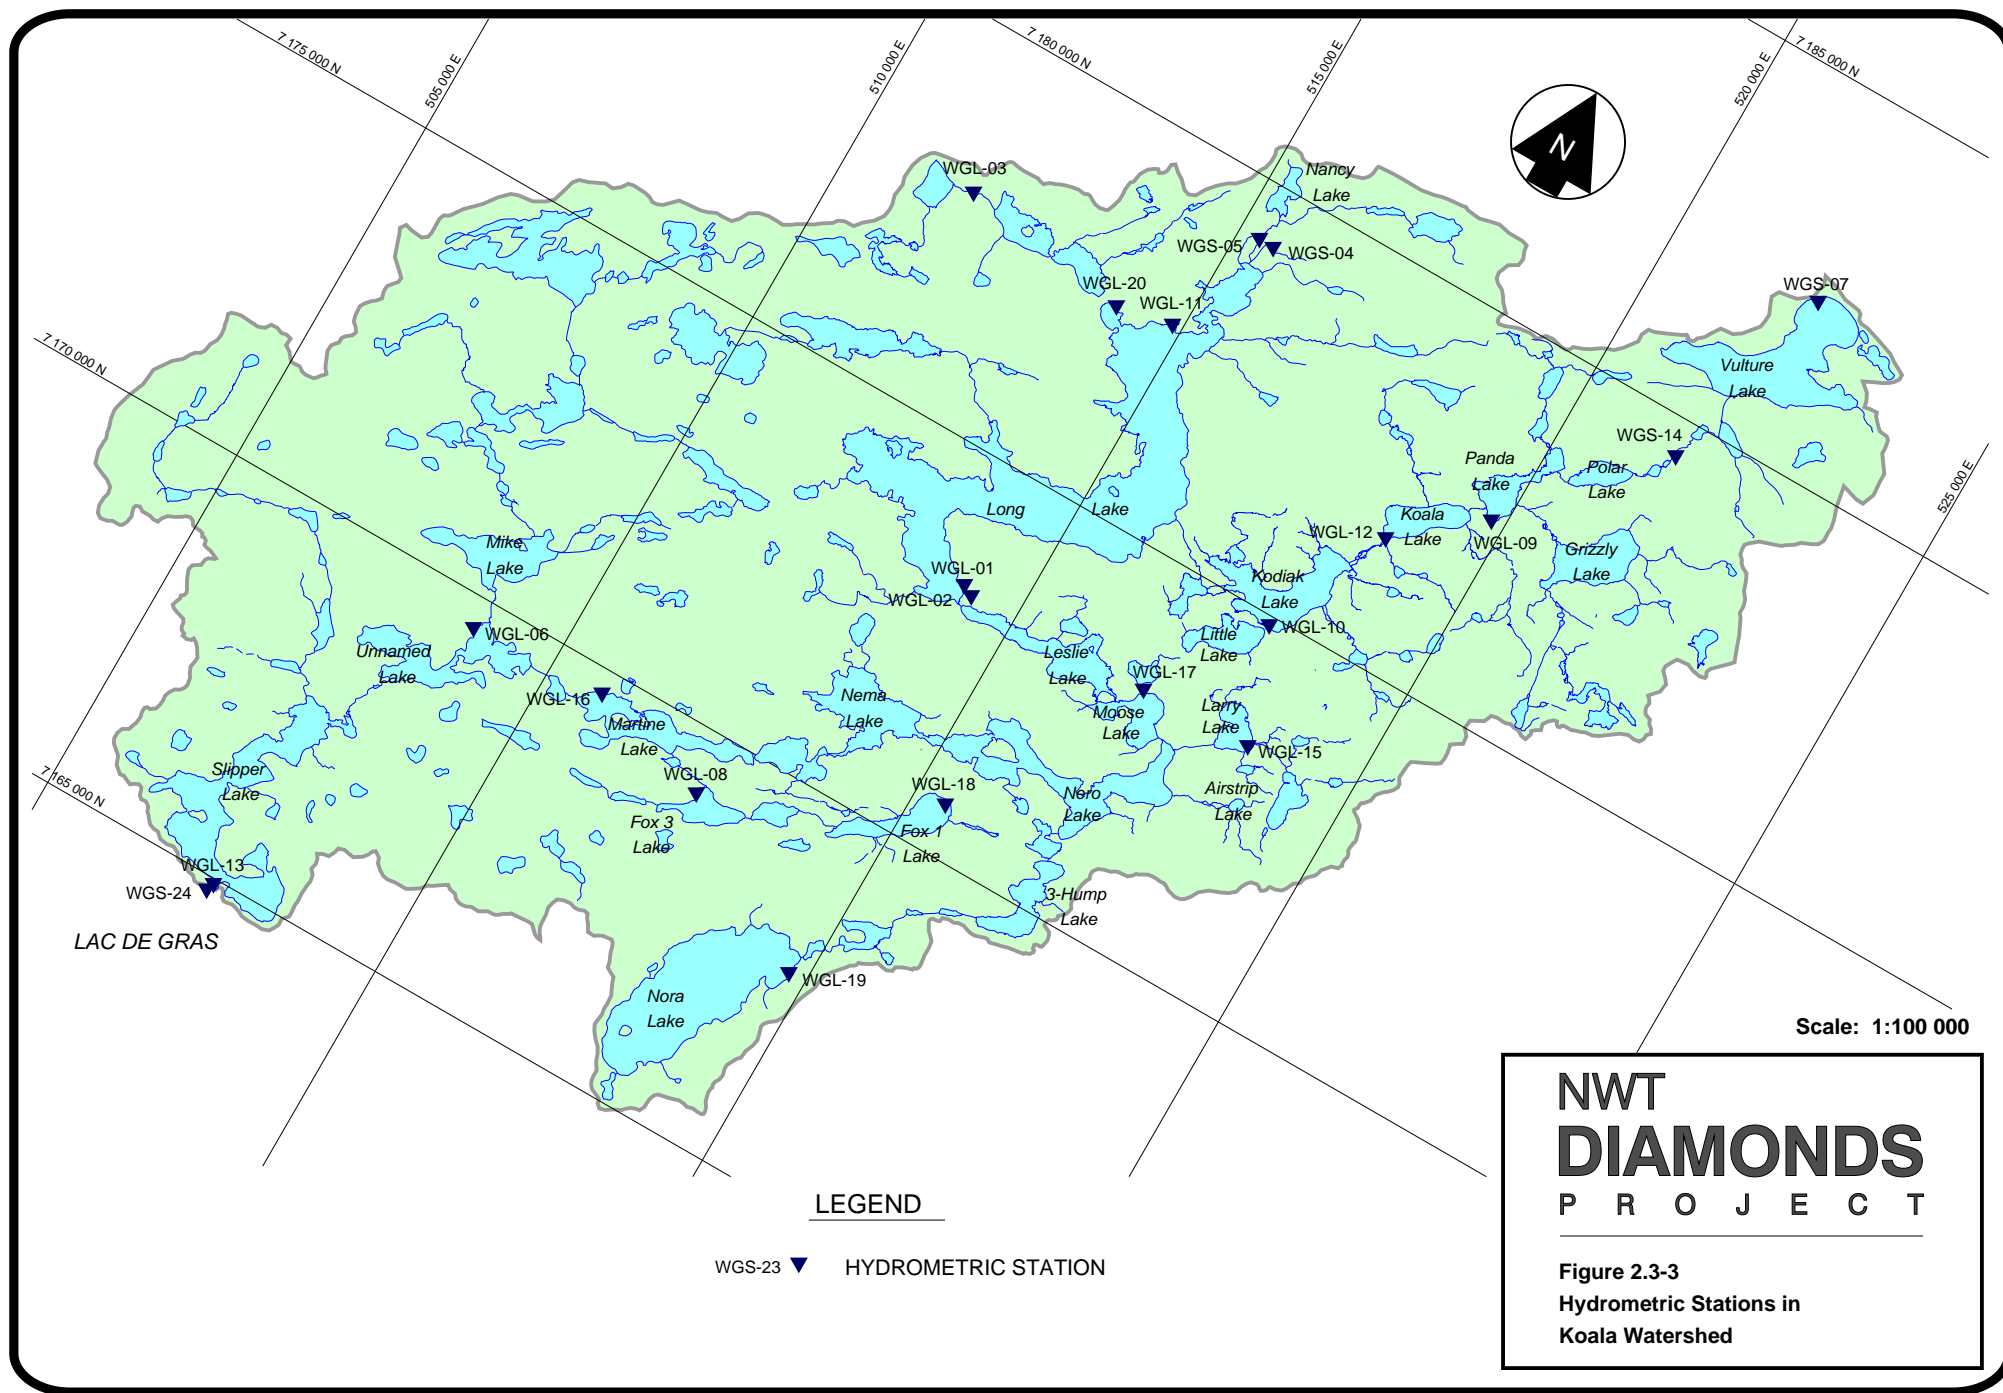 7 175 000 N
505 000 E
510 000 E
7 180 000 N
515 000 E
520 000 E
7 185 000 N
N
WGL-03
Nancy
Lake
WGS-05
WGS-04
WGL-20
WGL-11
WGS-07
Vulture
Lake
7 170 000 N
WGS-14
Panda
Lake
Polar
Lake
525 000 E
Long Lake
Koala
Lake
WGL-12
WGL-09
Grizzly
Lake
Mike
Lake
WGL-01
WGL-02
Kodiak
Lake
WGL-10
Little
Lake
WGL-06
Unnamed
Lake
Leslie
Lake
WGL-17
WGL-16
Nema
Lake
Moose
Lake
Larry
Lake
Martine
Lake
WGL-15
Slipper
Lake
7 165 000 N
WGL-08
WGL-18
Nero
Lake
Airstrip
Lake
Fox 3
Lake
Fox 1
Lake
WGL-13
WGS-24
3-Hump
Lake
LAC DE GRAS
WGL-19
Nora
Lake
Scale: 1:100 000
LEGEND
WGS-23 HYDROMETRIC STATION
NWT
DIAMONDS
PROJECT
Figure 2.3-3
Hydrometric Stations in
Koala Watershed